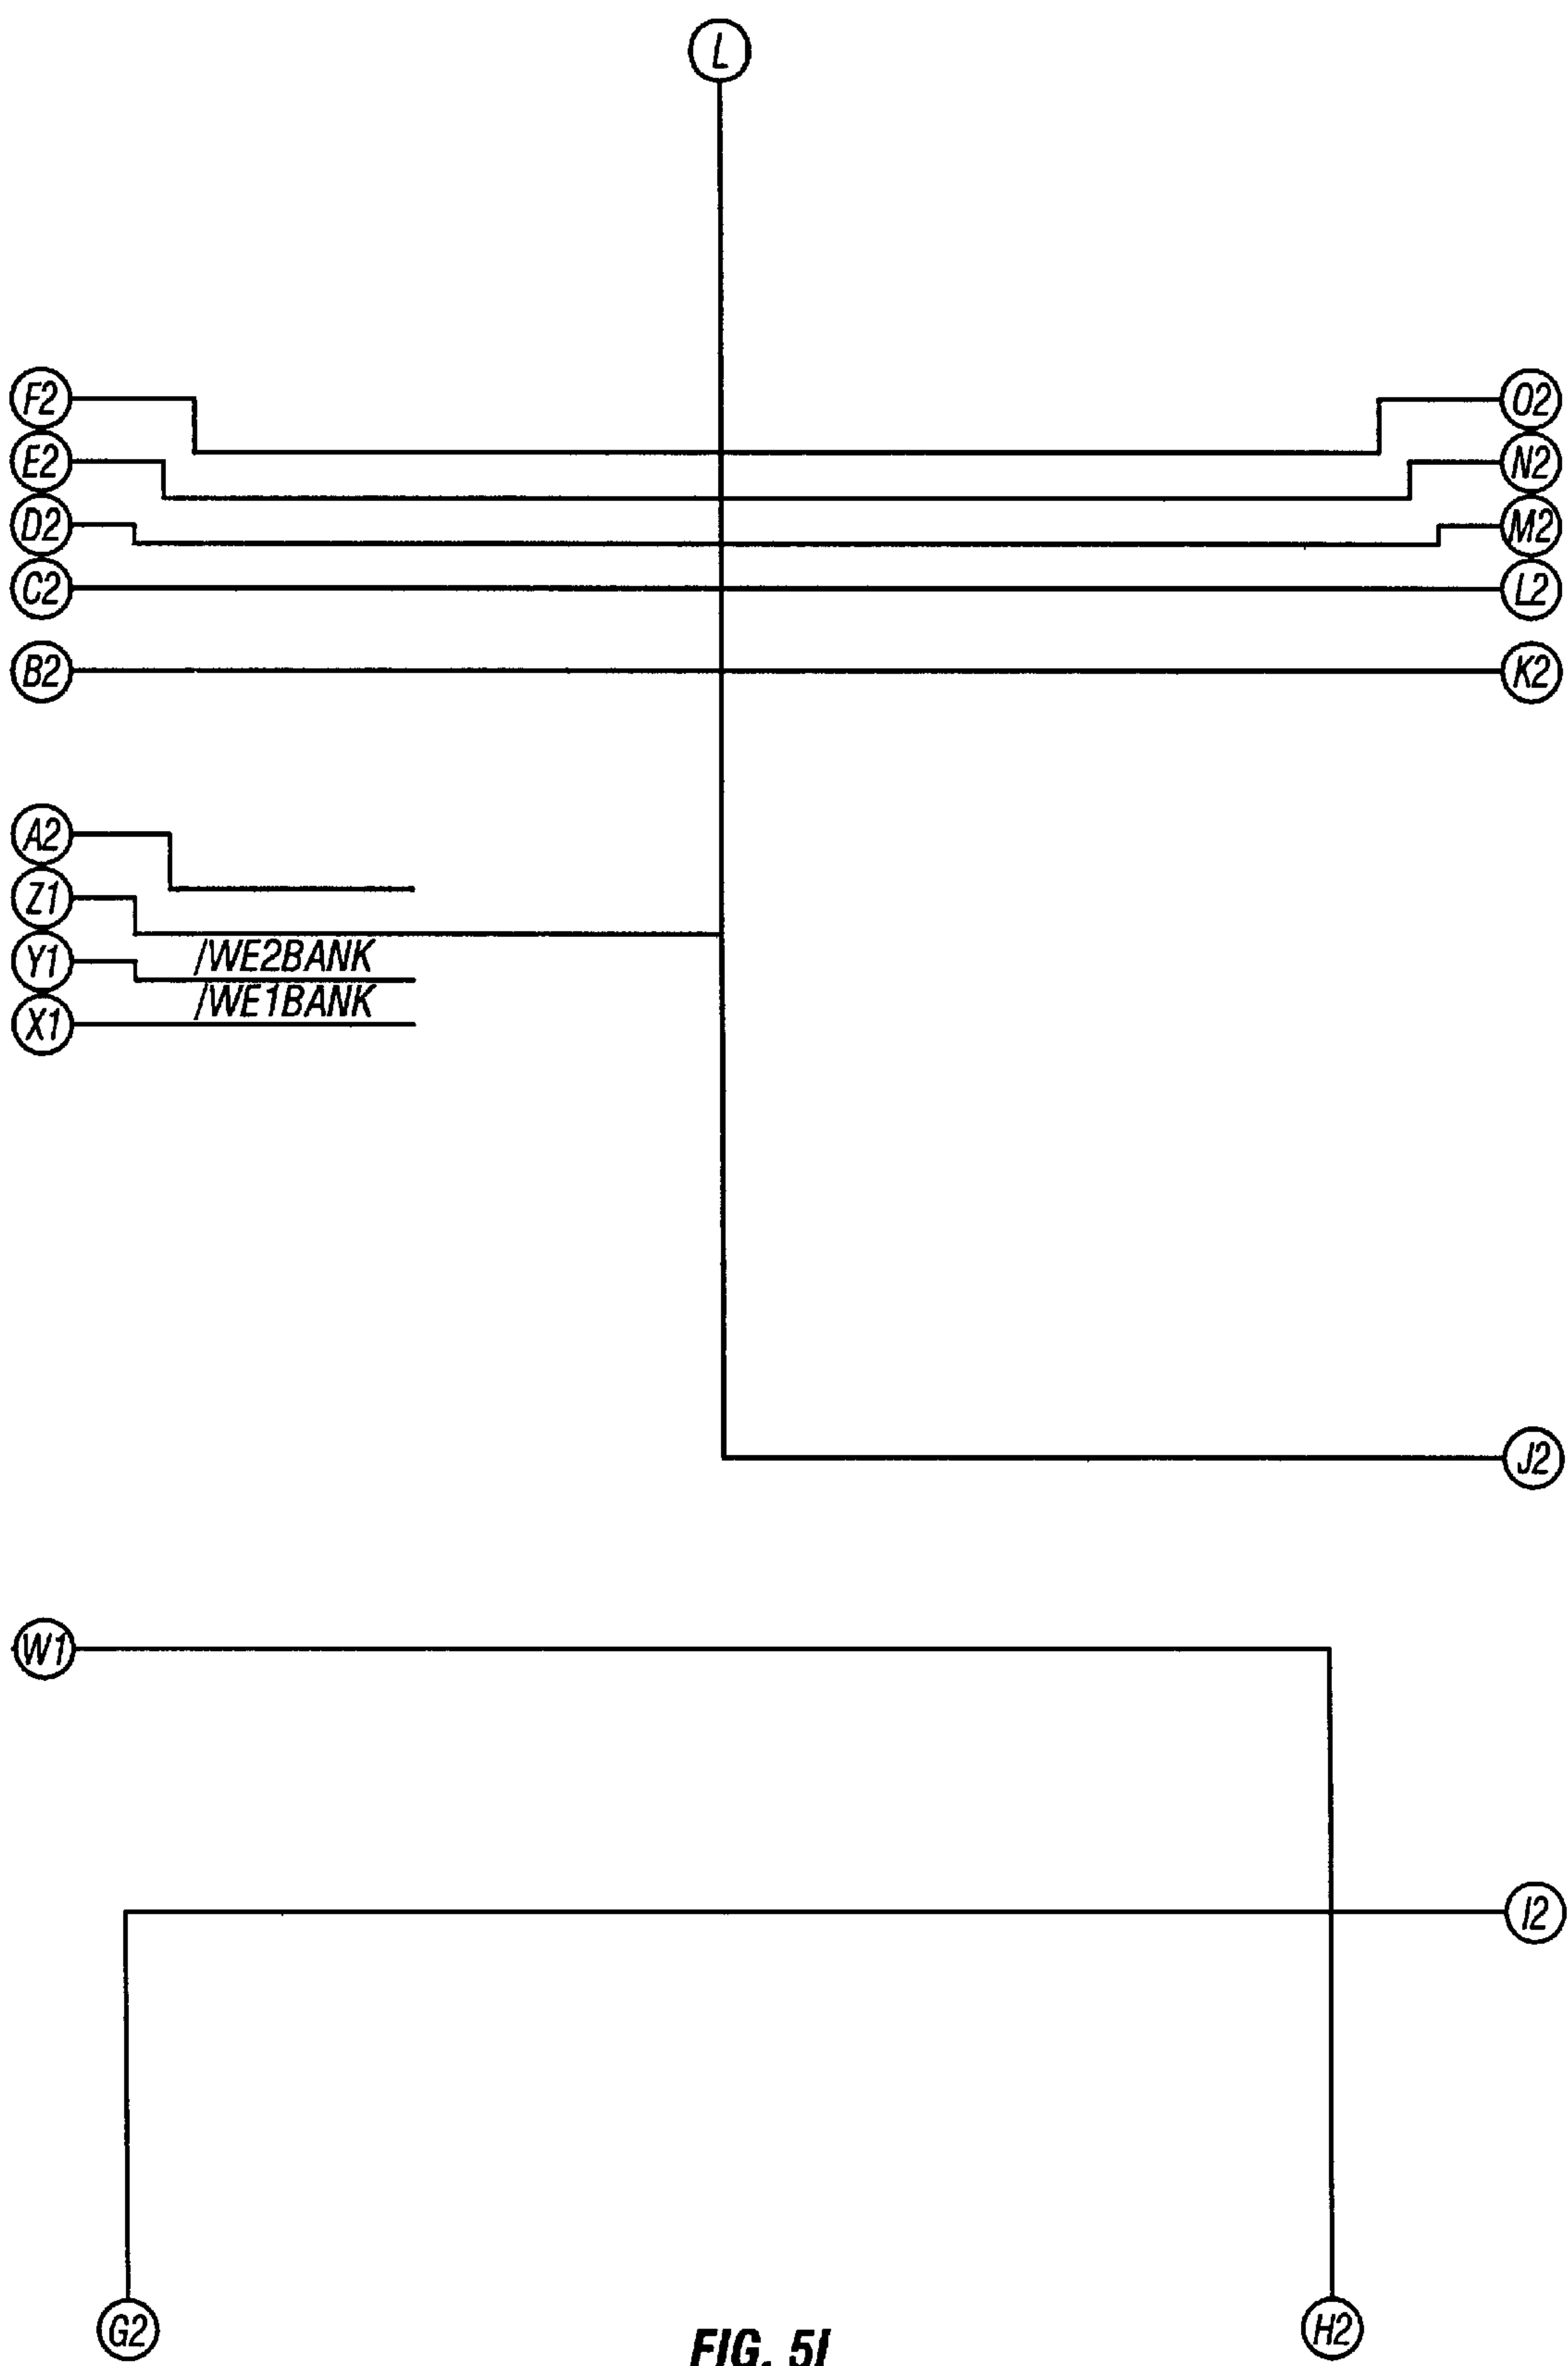 L
F2
O2
E2
N2
D2
M2
C2
L2
B2
K2
A2
Z1
Y1
/WE2BANK
/WE1BANK
X1
J2
W1
I2
G2
H2
FIG. 5I